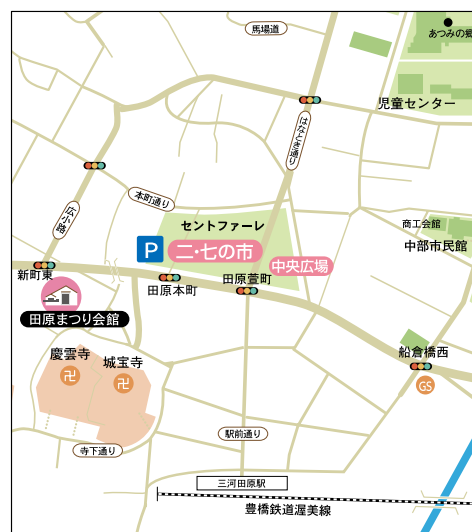 馬場道
あつみの郷
児童センター
はなとき通り
本町通り
広小路
セントファーレ
P
二・七の市
中央広場
商工会館
中部市民館
新町東
田原本町
田原萱町
田原まつり会館
船倉橋西
慶雲寺
城宝寺
卍
卍
GS
駅前通り
寺下通り
三河田原駅
豊橋鉄道渥美線